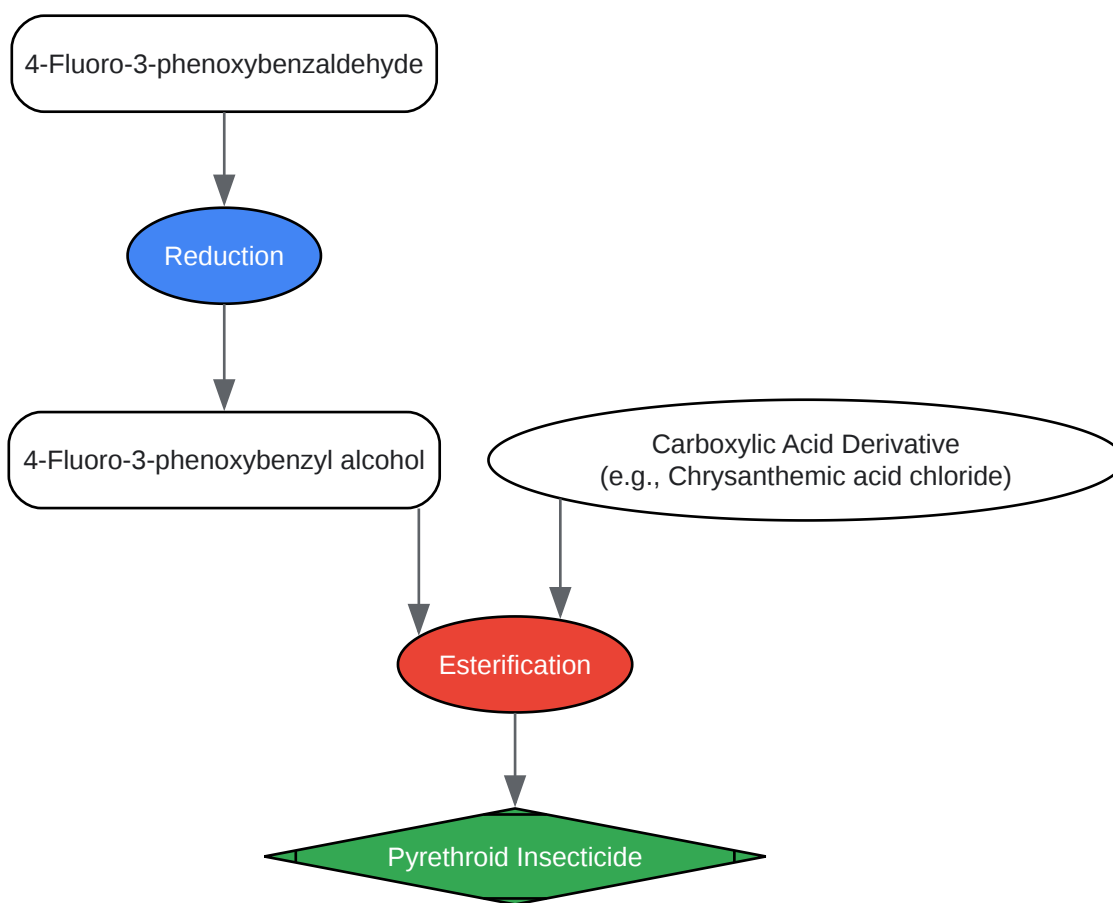 4-Fluoro-3-phenoxybenzaldehyde
Reduction
4-Fluoro-3-phenoxybenzyl alcohol
Carboxylic Acid Derivative
(e.g., Chrysanthemic acid chloride)
Esterification
Pyrethroid Insecticide